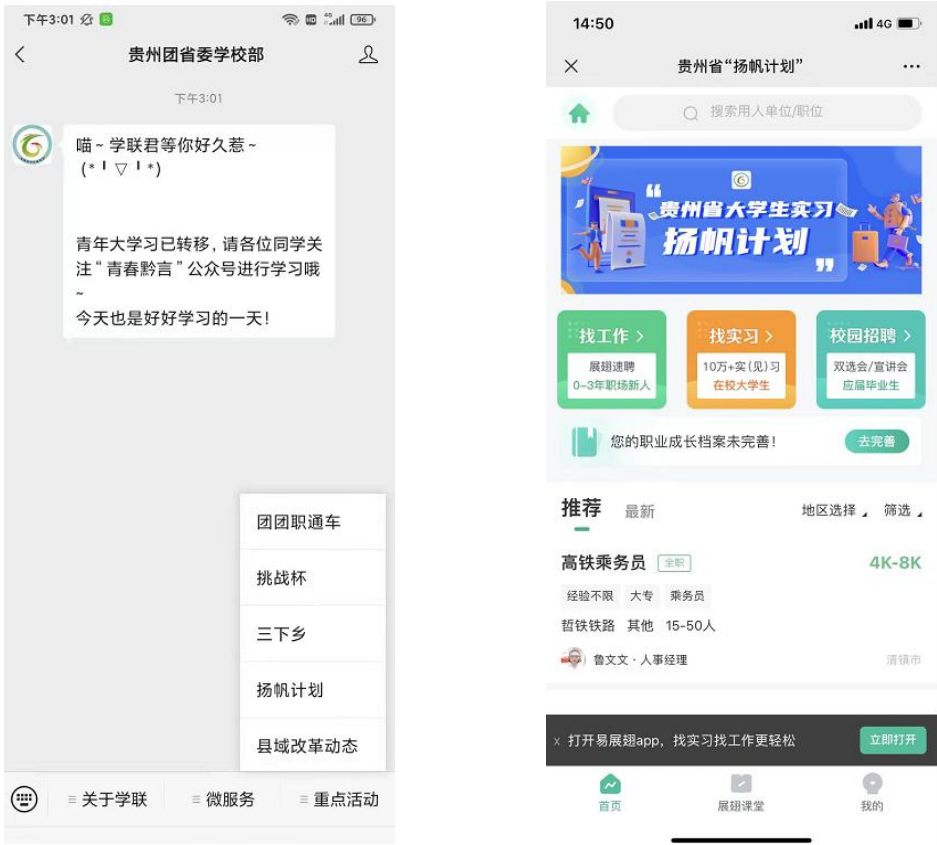 下午3:01
HD
4G
96
贵州团省委学校部
下午3:01
喵~学联君等你好久惹~
(*╹▽╹*)
青年大学习已转移，请各位同学关
注“青春黔言”公众号进行学习哦
~
今天也是好好学习的一天！
团团职通车
挑战杯
三下乡
扬帆计划
县域改革动态
关于学联
微服务
重点活动
14:50
4G
贵州省“扬帆计划”
搜索用人单位/职位
贵州省大学生实习
扬帆计划
找工作 >
展翅速聘
0-3年职场新人
找实习 >
10万+实(见)习
在校大学生
校园招聘 >
双选会/宣讲会
应届毕业生
您的职业成长档案未完善！
去完善
推荐 最新 地区选择 筛选
高铁乘务员 全职 4K-8K
经验不限 大专 乘务员
哲铁铁路 其他 15-50人
鲁文文·人事经理 清镇市
x 打开易展翅app，找实习找工作更轻松 立即打开
首页 展翅课堂 我的